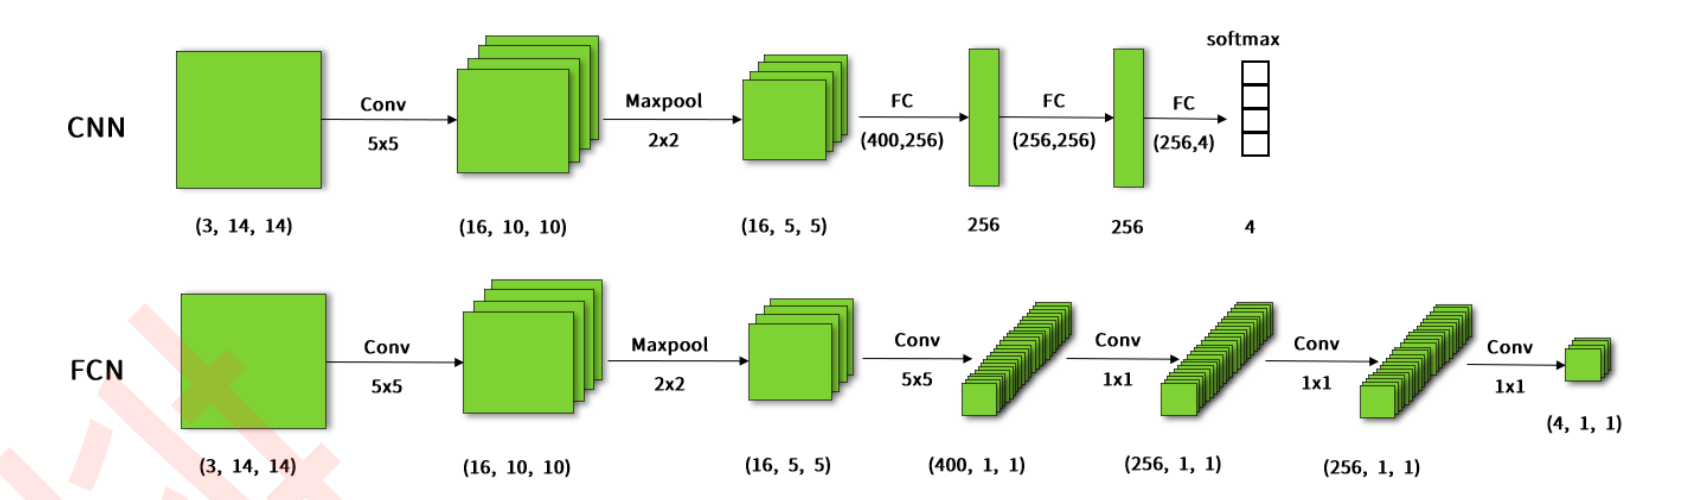 softmax
CNN
Conv
5x5
Maxpool
2x2
FC
(400,256)
FC
(256,256)
FC
(256,4)
(3, 14, 14)
(16, 10, 10)
(16, 5, 5)
256
256
4
FCN
Conv
5x5
Maxpool
2x2
Conv
5x5
Conv
1x1
Conv
1x1
Conv
1x1
(3, 14, 14)
(16, 10, 10)
(16, 5, 5)
(400, 1, 1)
(256, 1, 1)
(256, 1, 1)
(4, 1, 1)